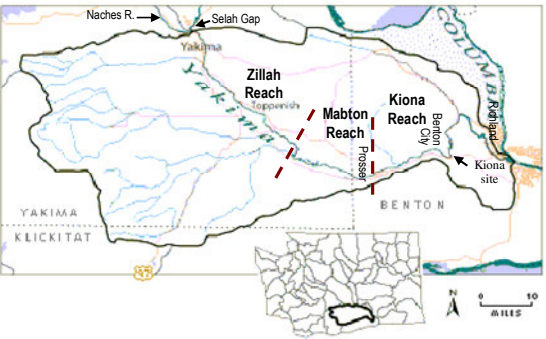 Naches R.
Selah Gap
Yakima
COLUMB
Zillah
Reach
Yakima
Toppenish
Mabton
Reach
Kiona
Reach
Benton
City
Richland
Prosser
Kiona
site
YAKIMA
KLICKITAT
BENTON
97
N
0 10
MILES